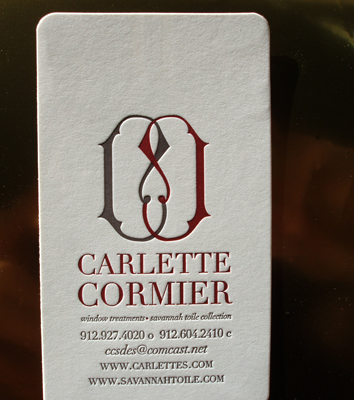 CARLETTE
CORMIER
window treatments • savannah toile collection
912.927.4020 o 912.604.2410 c
ccsdes@comcast.net
WWW.CARLETTES.COM
WWW.SAVANNAHTOILE.COM